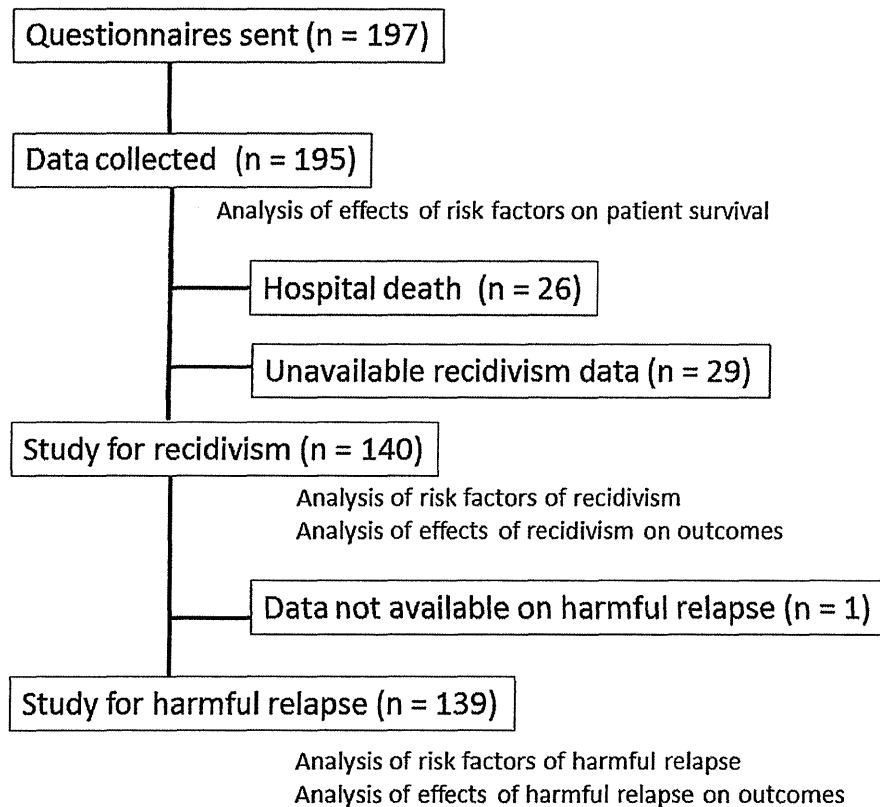 Questionnaires sent (n = 197)
Data collected (n = 195)
Analysis of effects of risk factors on patient survival
Hospital death (n = 26)
Unavailable recidivism data (n = 29)
Study for recidivism (n = 140)
Analysis of risk factors of recidivism
Analysis of effects of recidivism on outcomes
Data not available on harmful relapse (n = 1)
Study for harmful relapse (n = 139)
Analysis of risk factors of harmful relapse
Analysis of effects of harmful relapse on outcomes